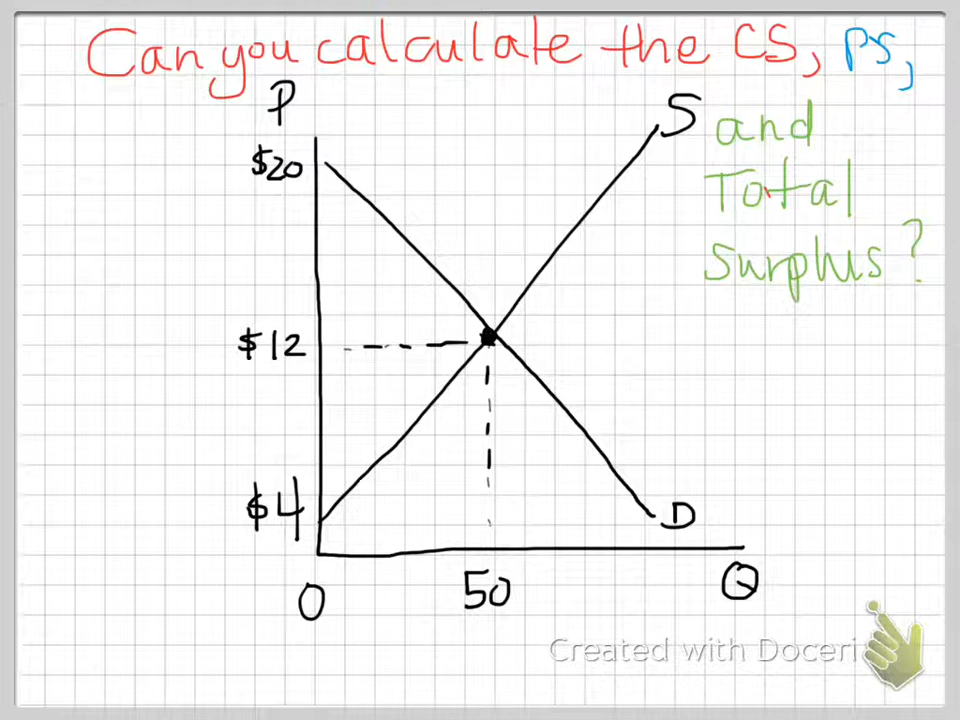 Can you calculate the CS, PS,
P
S
and
$20
Total
Surplus?
$12
$4
D
0
50
Q
Created with Doceri